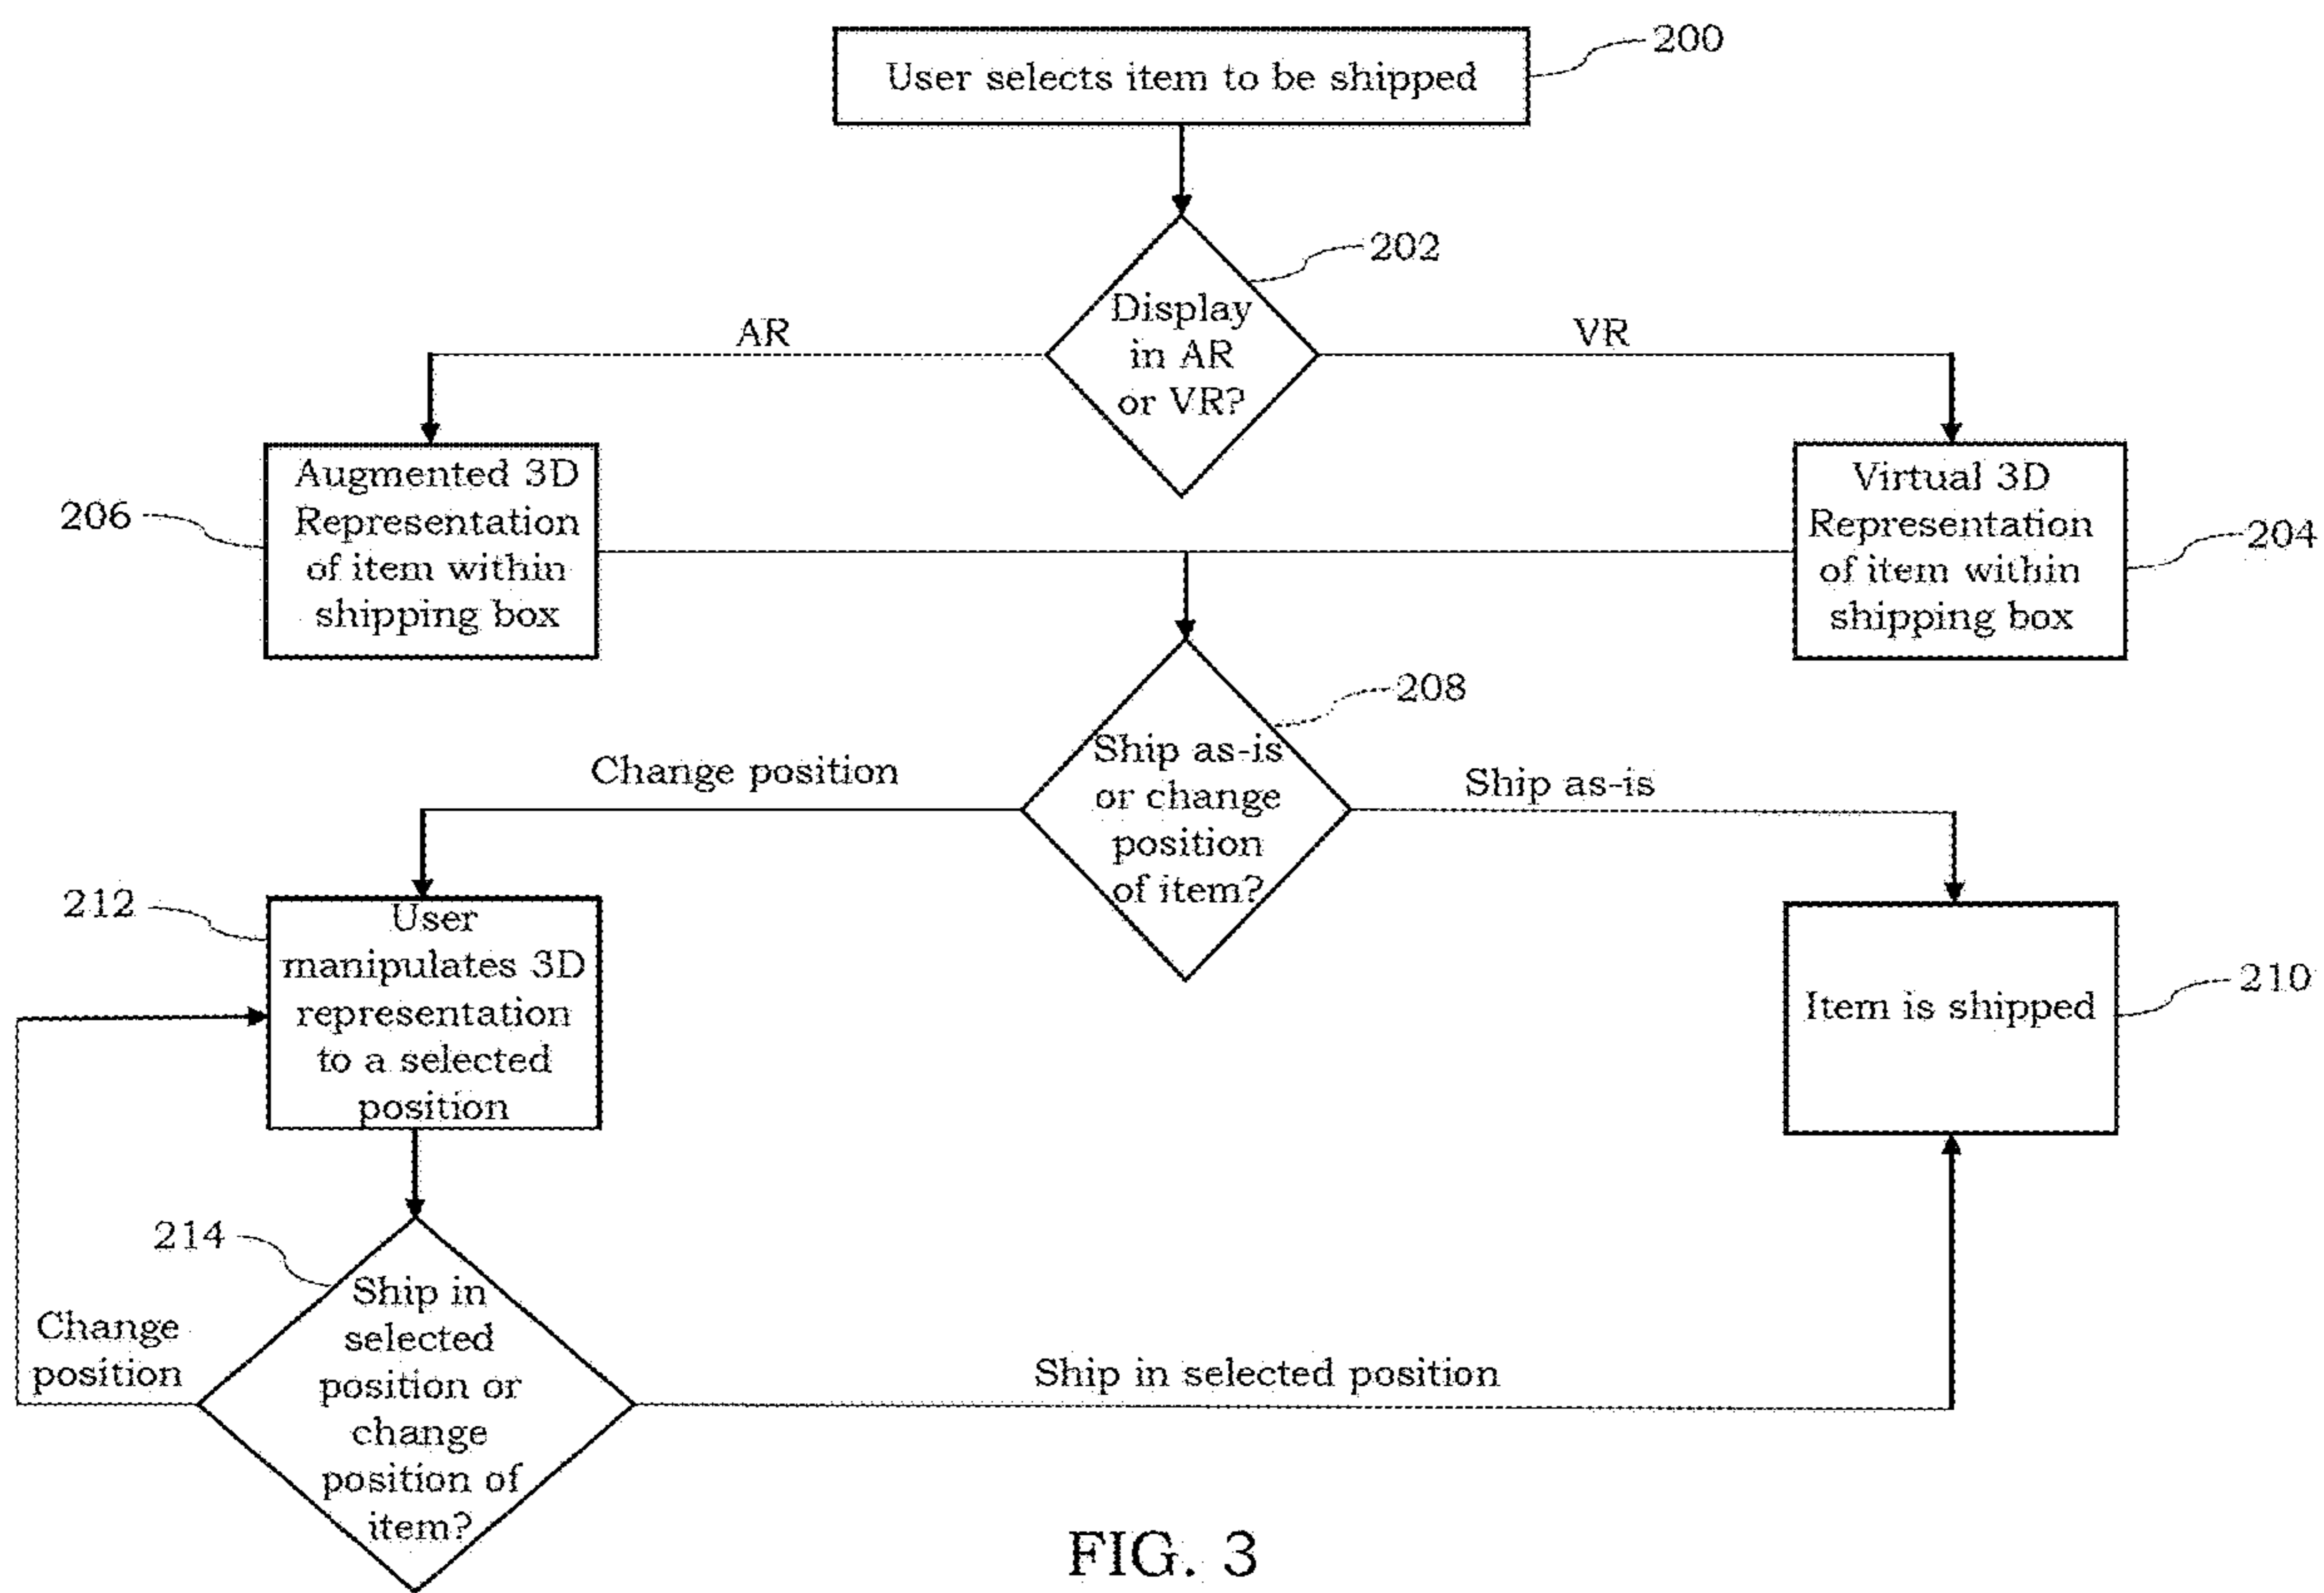 User selects item to be shipped
200
202
Display
in AR
or VR?
AR
VR
Augmented 3D
Representation
of item within
shipping box
206
Virtual 3D
Representation
of item within
shipping box
204
208
Ship as-is
or change
position
of item?
Change position
Ship as-is
212
User
manipulates 3D
representation
to a selected
position
Item is shipped
210
214
Ship in
selected
position or
change
position of
item?
Change
position
Ship in selected position
FIG. 3